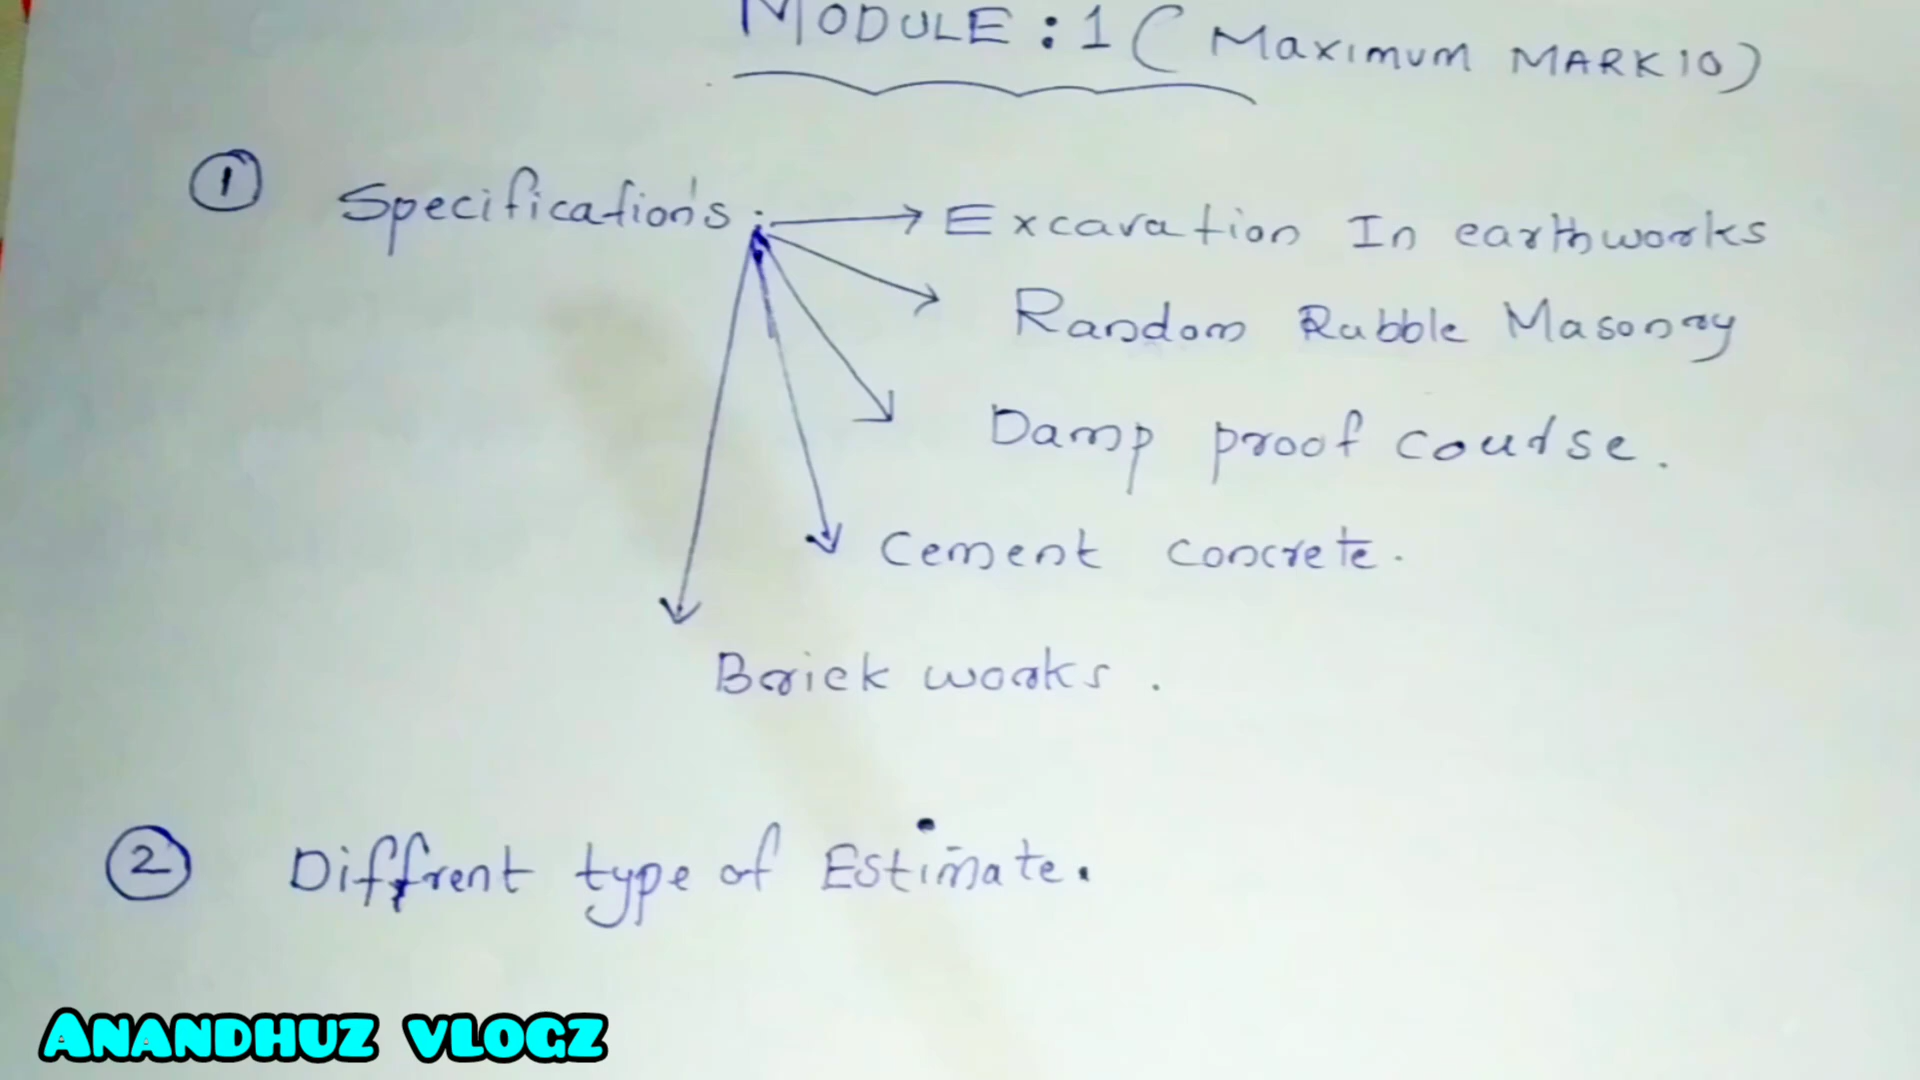 MODULE : 1 ( MAXIMUM MARK 10 )
① Specification's : → Excavation In earthworks
Random Rubble Masonry
Damp proof course .
Cement concrete .
Brick works .
② Diffrent type of Estimate .
ANANDHUZ VLOGZ